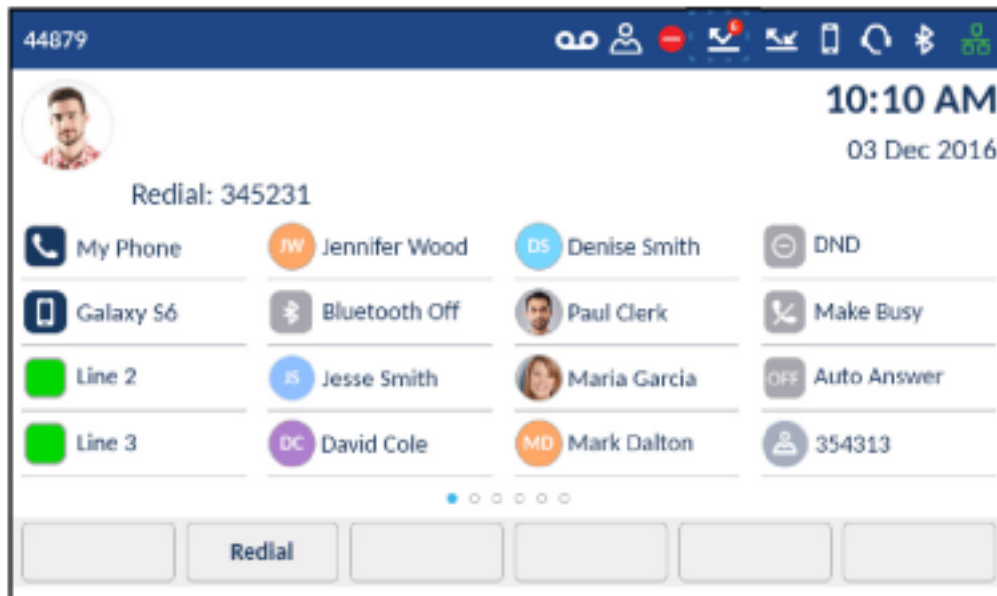 44879
10:10 AM
03 Dec 2016
Redial: 345231
My Phone
JW Jennifer Wood
DS Denise Smith
DND
Galaxy S6
Bluetooth Off
Paul Clerk
Make Busy
Line 2
JS Jesse Smith
Maria Garcia
OFF Auto Answer
Line 3
DC David Cole
MD Mark Dalton
354313
Redial